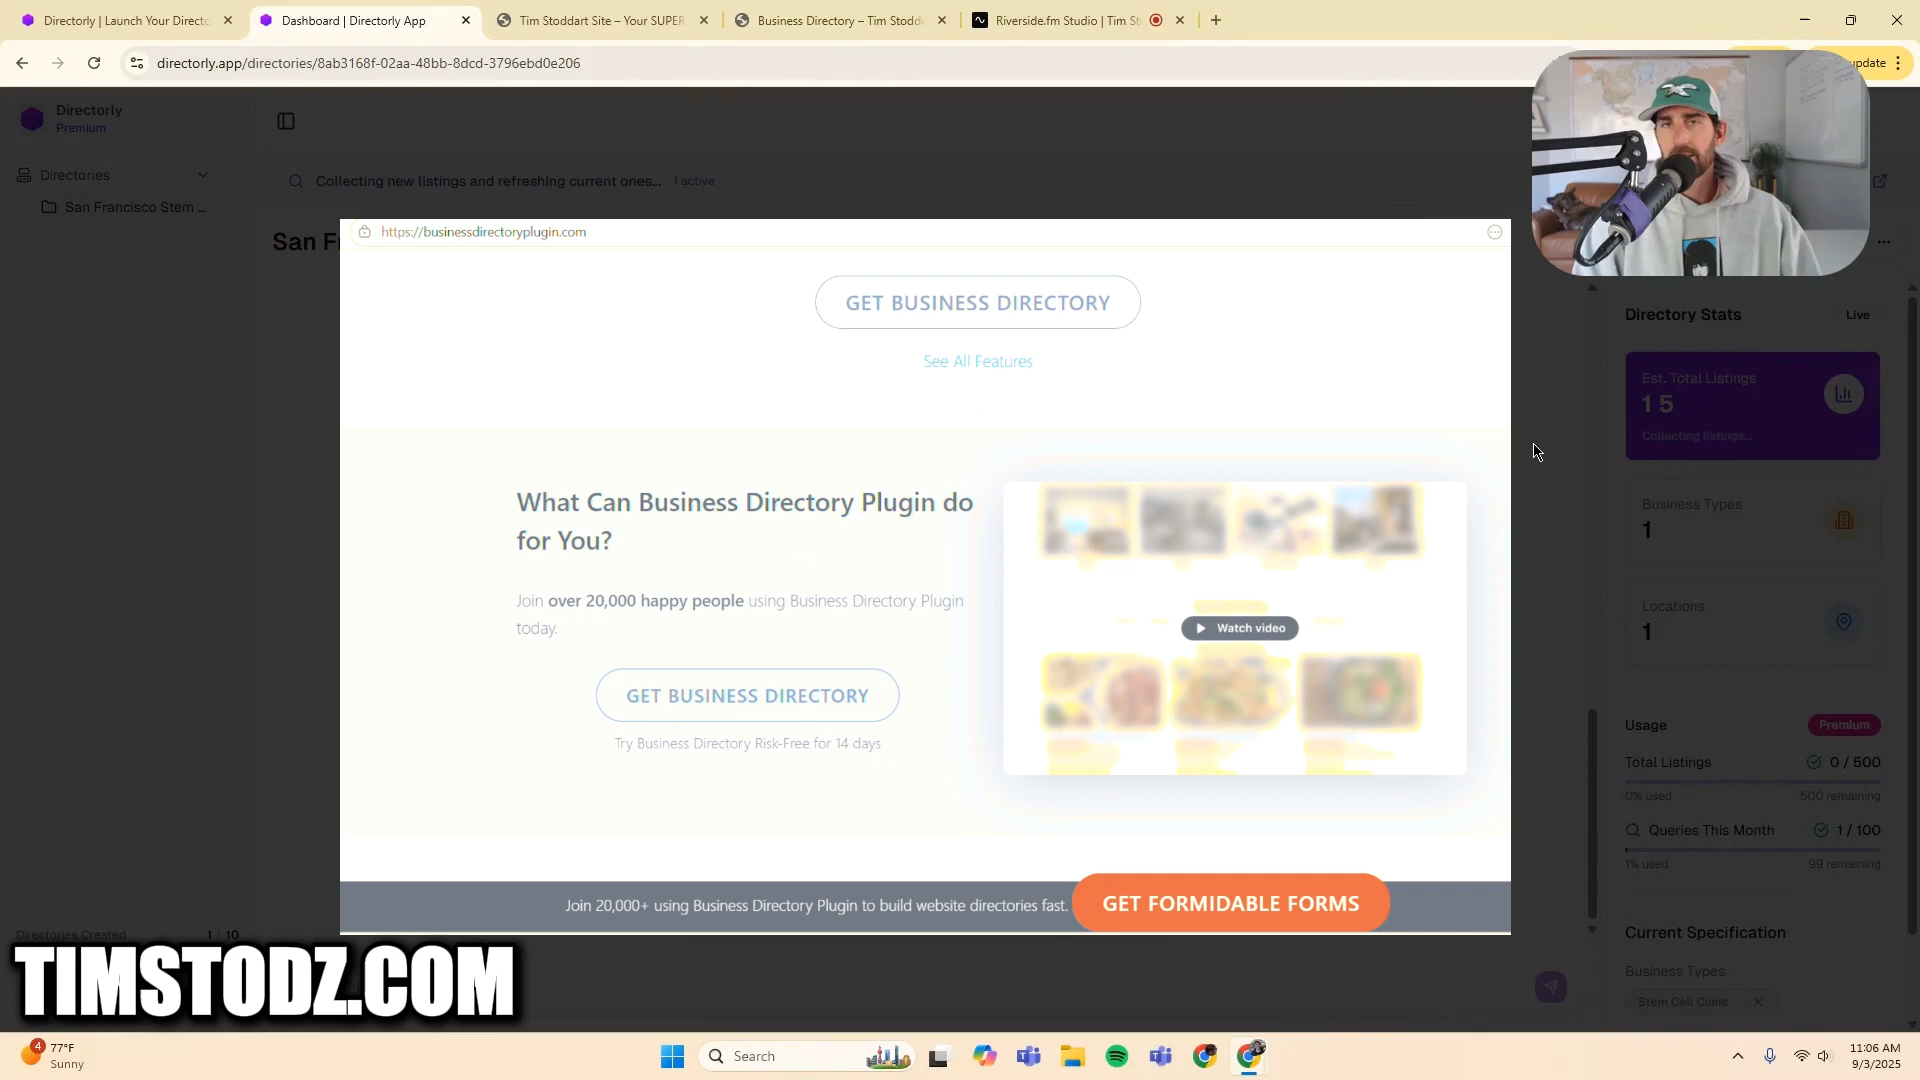 Directorly | Launch Your Directo
Dashboard | Directorly App
Tim Stoddart Site – Your SUPER
Business Directory – Tim Stodd
Riverside.fm Studio | Tim St
directorly.app/directories/8ab3168f-02aa-48bb-8dcd-3796ebd0e206
update
Directorly
Premium
Directories
San Francisco Stem ...
Collecting new listings and refreshing current ones...
1 active
San Fr
https://businessdirectoryplugin.com
GET BUSINESS DIRECTORY
See All Features
What Can Business Directory Plugin do
for You?
Join over 20,000 happy people using Business Directory Plugin
today.
GET BUSINESS DIRECTORY
Try Business Directory Risk-Free for 14 days
Watch video
Join 20,000+ using Business Directory Plugin to build website directories fast.
GET FORMIDABLE FORMS
Directory Stats
Live
Est. Total Listings
15
Collecting listings...
Business Types
1
Locations
1
Usage
Premium
Total Listings
0 / 500
0% used
500 remaining
Queries This Month
1 / 100
1% used
99 remaining
Current Specification
Business Types
Stem Cell Clinic
Directories Created
1 / 10
TIMSTODZ.COM
4
77°F
Sunny
Search
11:06 AM
9/3/2025